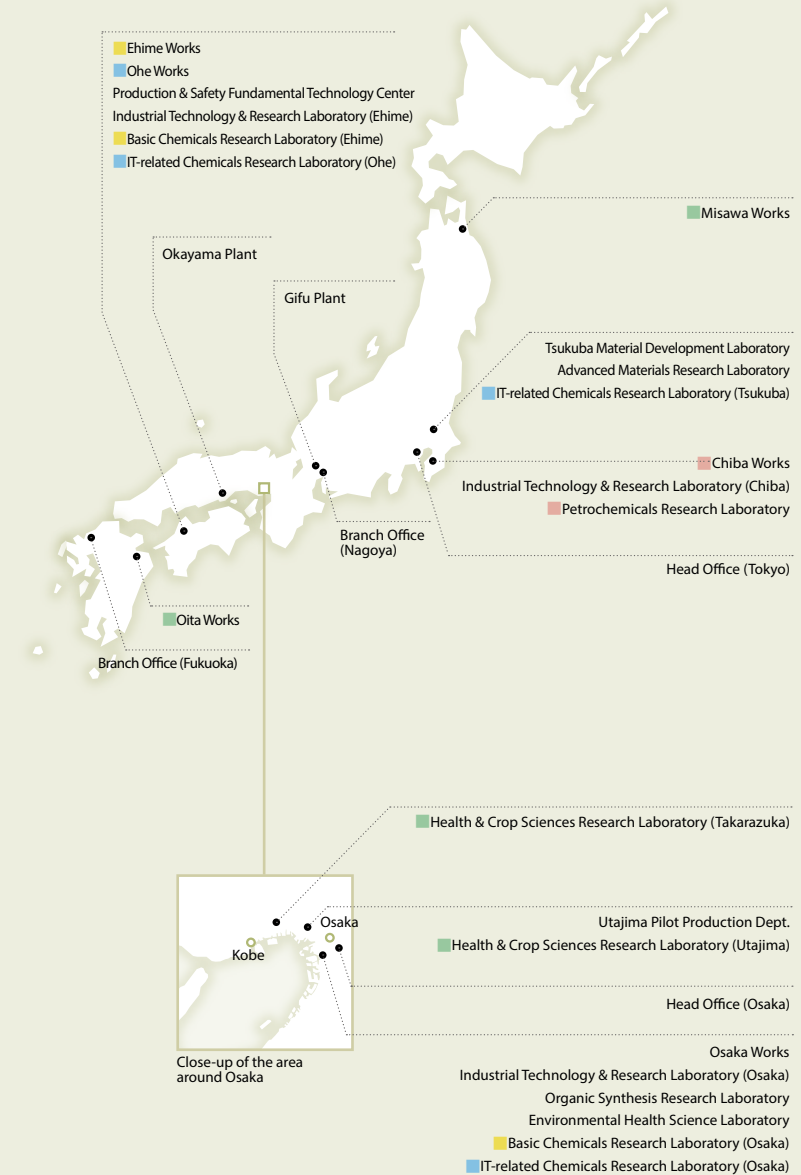 Ehime Works
Ohe Works
Production & Safety Fundamental Technology Center
Industrial Technology & Research Laboratory (Ehime)
Basic Chemicals Research Laboratory (Ehime)
IT-related Chemicals Research Laboratory (Ohe)
Misawa Works
Okayama Plant
Gifu Plant
Tsukuba Material Development Laboratory
Advanced Materials Research Laboratory
IT-related Chemicals Research Laboratory (Tsukuba)
Chiba Works
Industrial Technology & Research Laboratory (Chiba)
Petrochemicals Research Laboratory
Branch Office
(Nagoya)
Head Office (Tokyo)
Oita Works
Branch Office (Fukuoka)
Health & Crop Sciences Research Laboratory (Takarazuka)
Osaka
Kobe
Utajima Pilot Production Dept.
Health & Crop Sciences Research Laboratory (Utajima)
Head Office (Osaka)
Close-up of the area
around Osaka
Osaka Works
Industrial Technology & Research Laboratory (Osaka)
Organic Synthesis Research Laboratory
Environmental Health Science Laboratory
Basic Chemicals Research Laboratory (Osaka)
IT-related Chemicals Research Laboratory (Osaka)